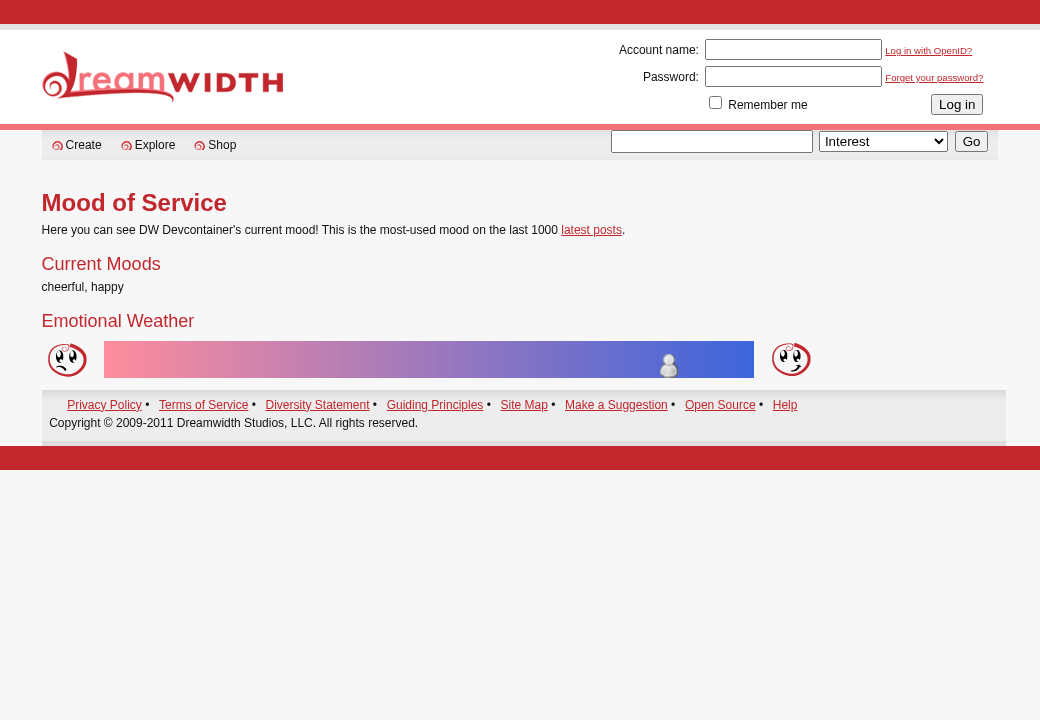 Account name: Log in with OpenID?
dreamWIDTH
Password: Forget your password?
Remember me Log in
Create Explore Shop Interest Go
Mood of Service
Here you can see DW Devcontainer's current mood! This is the most-used mood on the last 1000 latest posts.
Current Moods
cheerful, happy
Emotional Weather
Privacy Policy • Terms of Service • Diversity Statement • Guiding Principles • Site Map • Make a Suggestion • Open Source • Help
Copyright © 2009-2011 Dreamwidth Studios, LLC. All rights reserved.